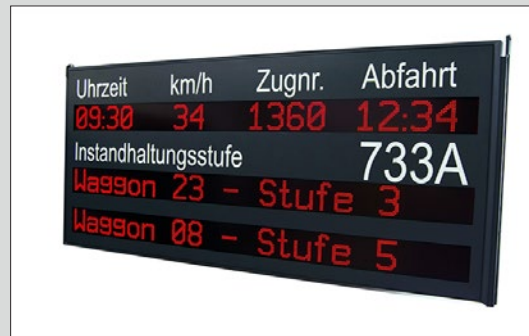 Uhrzeit km/h Zugnr. Abfahrt
09:30 34 1360 12:34
Instandhaltungsstufe 733A
Waggon 23 - Stufe 3
Waggon 08 - Stufe 5